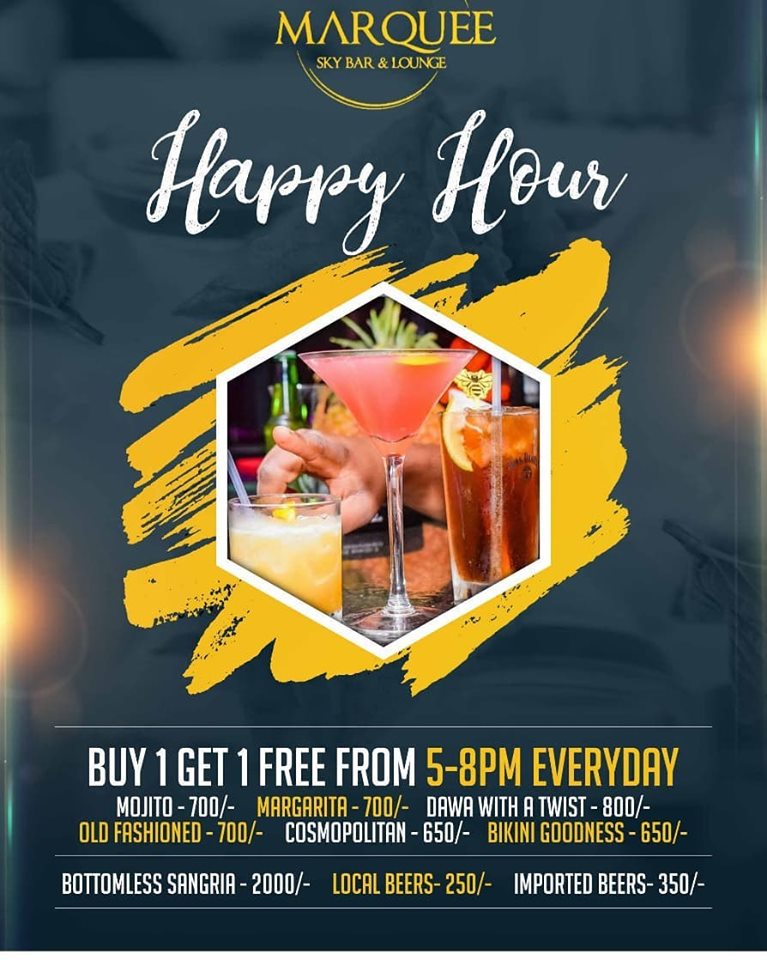 MARQUEE
SKY BAR & LOUNGE
Happy Hour
BUY 1 GET 1 FREE FROM 5-8PM EVERYDAY
MOJITO - 700/- MARGARITA - 700/- DAWA WITH A TWIST - 800/-
OLD FASHIONED - 700/- COSMOPOLITAN - 650/- BIKINI GOODNESS - 650/-
BOTTOMLESS SANGRIA - 2000/- LOCAL BEERS- 250/- IMPORTED BEERS- 350/-